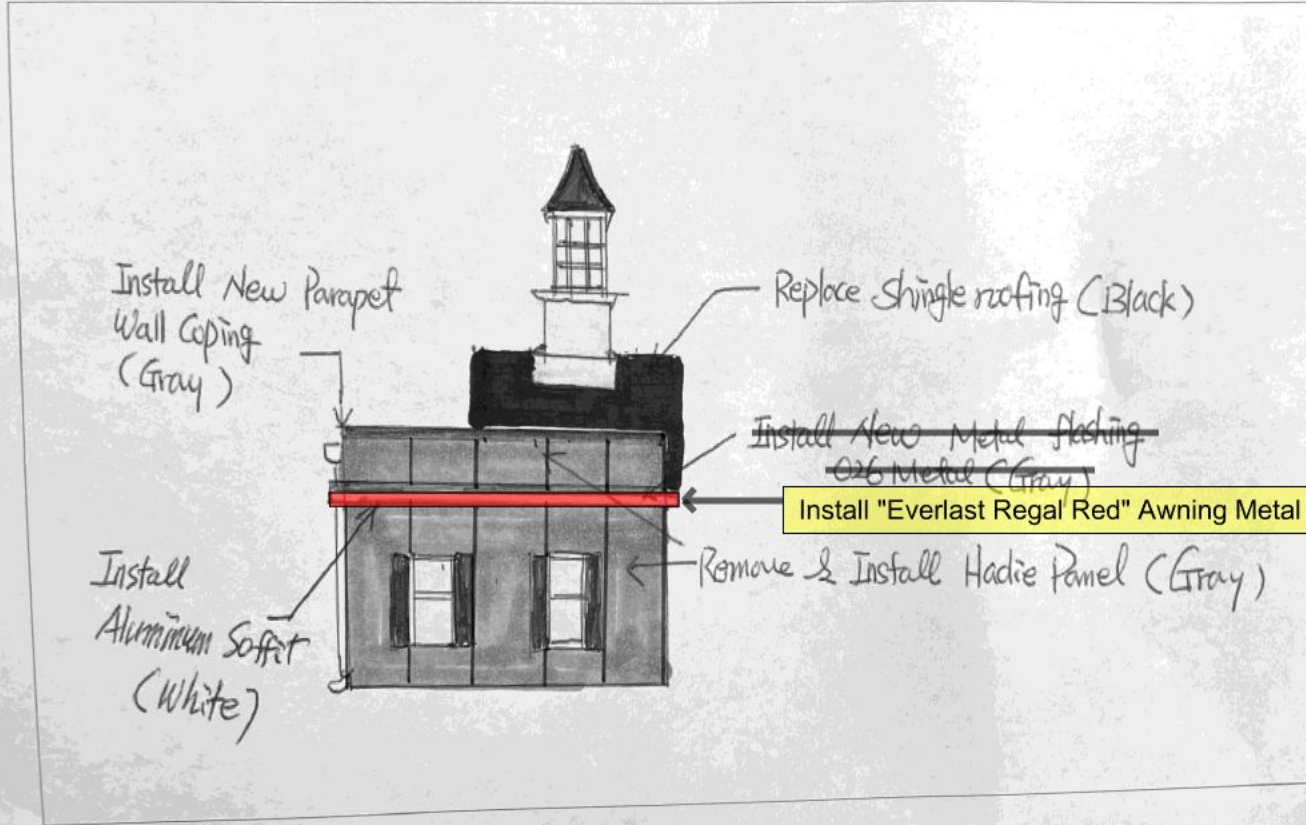 Install New Parapet
Wall Coping
(Gray)
Replace Shingle roofing (Black)
Install New Metal flashing
026 Metal (Gray)
Install "Everlast Regal Red" Awning Metal
Remove & Install Hadie Panel (Gray)
Install
Aluminum Soffit
(White)